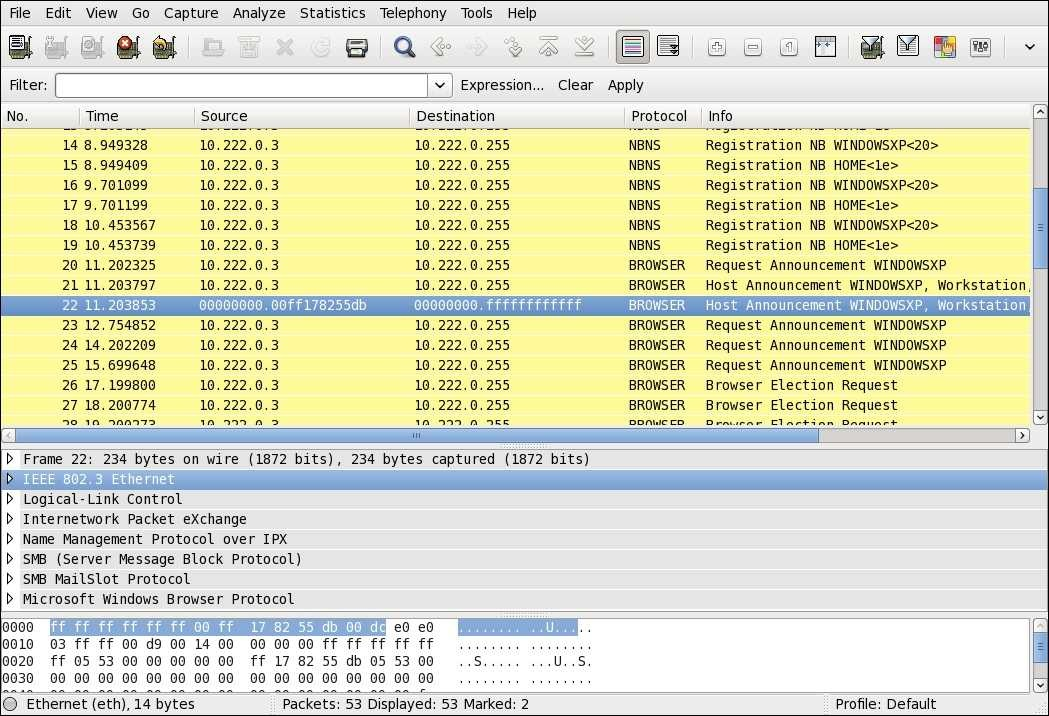 File Edit View Go Capture Analyze Statistics Telephony Tools Help
Filter: Expression... Clear Apply
No. Time Source Destination Protocol Info
14 8.949328 10.222.0.3 10.222.0.255 NBNS Registration NB WINDOWSXP<20>
15 8.949409 10.222.0.3 10.222.0.255 NBNS Registration NB HOME<1e>
16 9.701099 10.222.0.3 10.222.0.255 NBNS Registration NB WINDOWSXP<20>
17 9.701199 10.222.0.3 10.222.0.255 NBNS Registration NB HOME<1e>
18 10.453567 10.222.0.3 10.222.0.255 NBNS Registration NB WINDOWSXP<20>
19 10.453739 10.222.0.3 10.222.0.255 NBNS Registration NB HOME<1e>
20 11.202325 10.222.0.3 10.222.0.255 BROWSER Request Announcement WINDOWSXP
21 11.203797 10.222.0.3 10.222.0.255 BROWSER Host Announcement WINDOWSXP, Workstation,
22 11.203853 00000000.00ff178255db 00000000.ffffffffffff BROWSER Host Announcement WINDOWSXP, Workstation,
23 12.754852 10.222.0.3 10.222.0.255 BROWSER Request Announcement WINDOWSXP
24 14.202209 10.222.0.3 10.222.0.255 BROWSER Request Announcement WINDOWSXP
25 15.699648 10.222.0.3 10.222.0.255 BROWSER Request Announcement WINDOWSXP
26 17.199800 10.222.0.3 10.222.0.255 BROWSER Browser Election Request
27 18.200774 10.222.0.3 10.222.0.255 BROWSER Browser Election Request
28 19.200273 10.222.0.3 10.222.0.255 BROWSER Browser Election Request
Frame 22: 234 bytes on wire (1872 bits), 234 bytes captured (1872 bits)
IEEE 802.3 Ethernet
Logical-Link Control
Internetwork Packet eXchange
Name Management Protocol over IPX
SMB (Server Message Block Protocol)
SMB MailSlot Protocol
Microsoft Windows Browser Protocol
0000 ff ff ff ff ff ff 00 ff 17 82 55 db 00 dc e0 e0 ........ ..U.....
0010 03 ff ff 00 d9 00 14 00 00 00 00 ff ff ff ff ff ........ ........
0020 ff 05 53 00 00 00 00 00 ff 17 82 55 db 05 53 00 ..S..... ...U..S.
0030 00 00 00 00 00 00 00 00 00 00 00 00 00 00 00 00 ........ ........
Ethernet (eth), 14 bytes Packets: 53 Displayed: 53 Marked: 2 Profile: Default